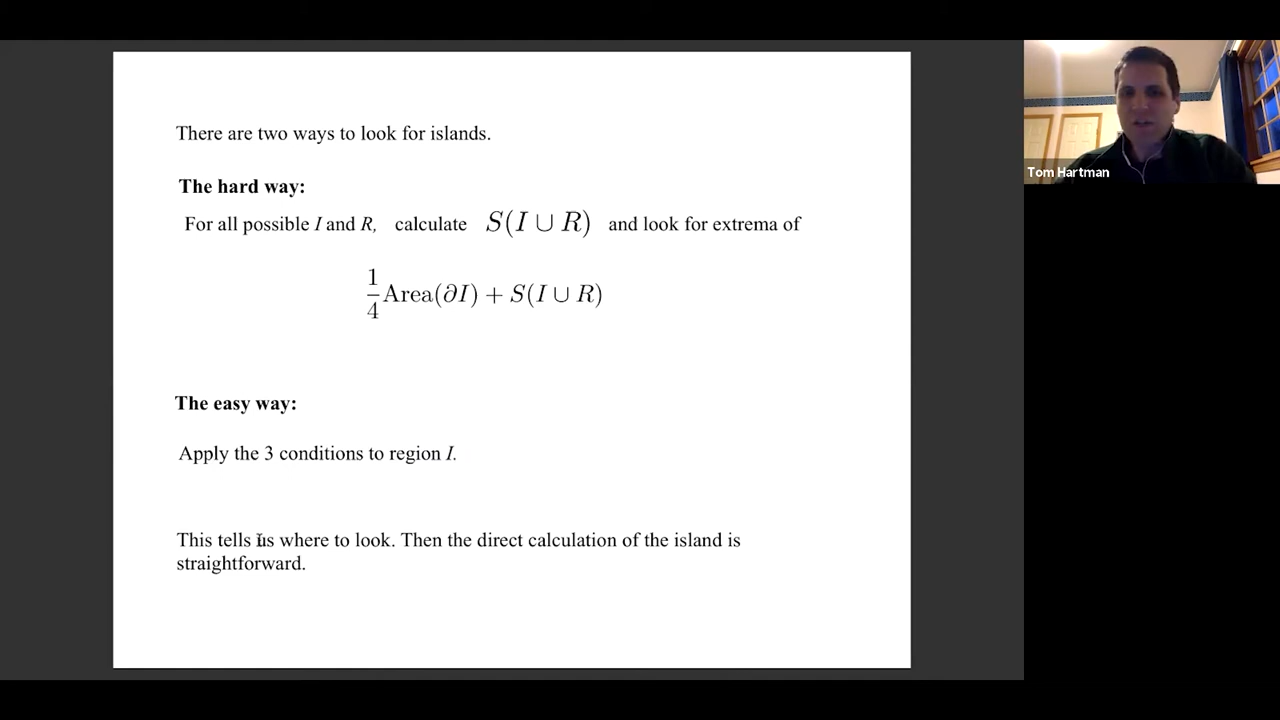 There are two ways to look for islands.
The hard way:
For all possible I and R, calculate S(I ∪ R) and look for extrema of
1/4 Area(∂I) + S(I ∪ R)
The easy way:
Apply the 3 conditions to region I.
This tells us where to look. Then the direct calculation of the island is
straightforward.
Tom Hartman